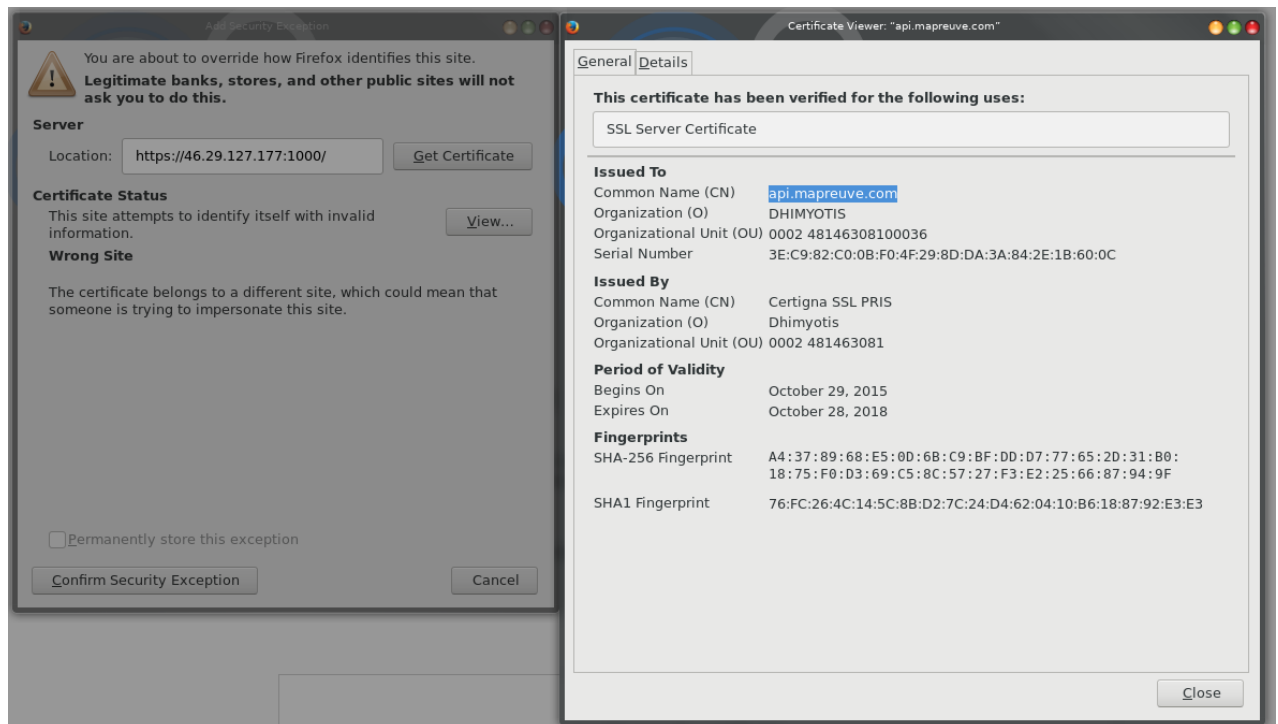 Add Security Exception
You are about to override how Firefox identifies this site.
Legitimate banks, stores, and other public sites will not
ask you to do this.
Server
Location: https://46.29.127.177:1000/ Get Certificate
Certificate Status
This site attempts to identify itself with invalid
information.
View...
Wrong Site
The certificate belongs to a different site, which could mean that
someone is trying to impersonate this site.
Permanently store this exception
Confirm Security Exception Cancel
Certificate Viewer: "api.mapreuve.com"
General Details
This certificate has been verified for the following uses:
SSL Server Certificate
Issued To
Common Name (CN) api.mapreuve.com
Organization (O) DHIMYOTIS
Organizational Unit (OU) 0002 48146308100036
Serial Number 3E:C9:82:C0:0B:F0:4F:29:8D:DA:3A:84:2E:1B:60:0C
Issued By
Common Name (CN) Certigna SSL PRIS
Organization (O) Dhimyotis
Organizational Unit (OU) 0002 481463081
Period of Validity
Begins On October 29, 2015
Expires On October 28, 2018
Fingerprints
SHA-256 Fingerprint A4:37:89:68:E5:0D:6B:C9:BF:DD:D7:77:65:2D:31:B0:
18:75:F0:D3:69:C5:8C:57:27:F3:E2:25:66:87:94:9F
SHA1 Fingerprint 76:FC:26:4C:14:5C:8B:D2:7C:24:D4:62:04:10:B6:18:87:92:E3:E3
Close